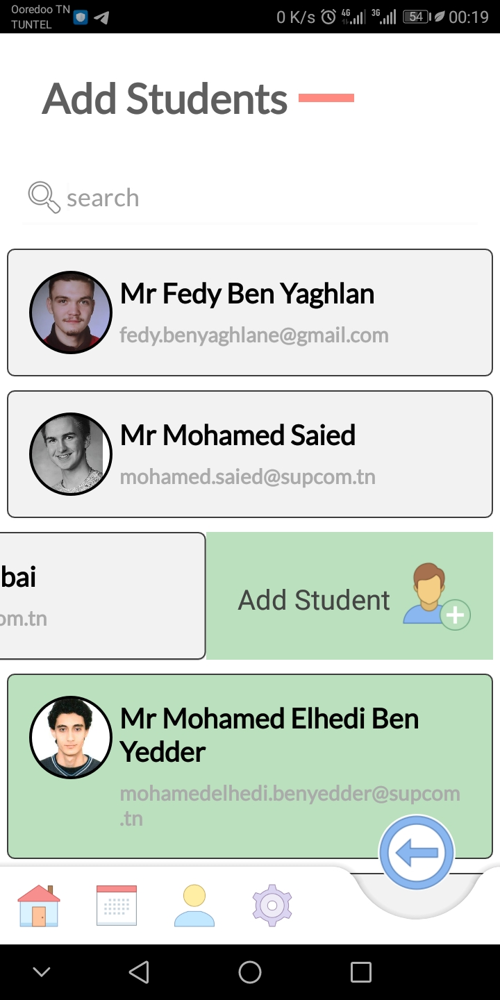 Ooredoo TN
TUNTEL
0 K/s 4G 3G 54 00:19
Add Students
search
Mr Fedy Ben Yaghlan
fedy.benyaghlane@gmail.com
Mr Mohamed Saied
mohamed.saied@supcom.tn
bai
om.tn
Add Student
Mr Mohamed Elhedi Ben
Yedder
mohamedelhedi.benyedder@supcom
.tn